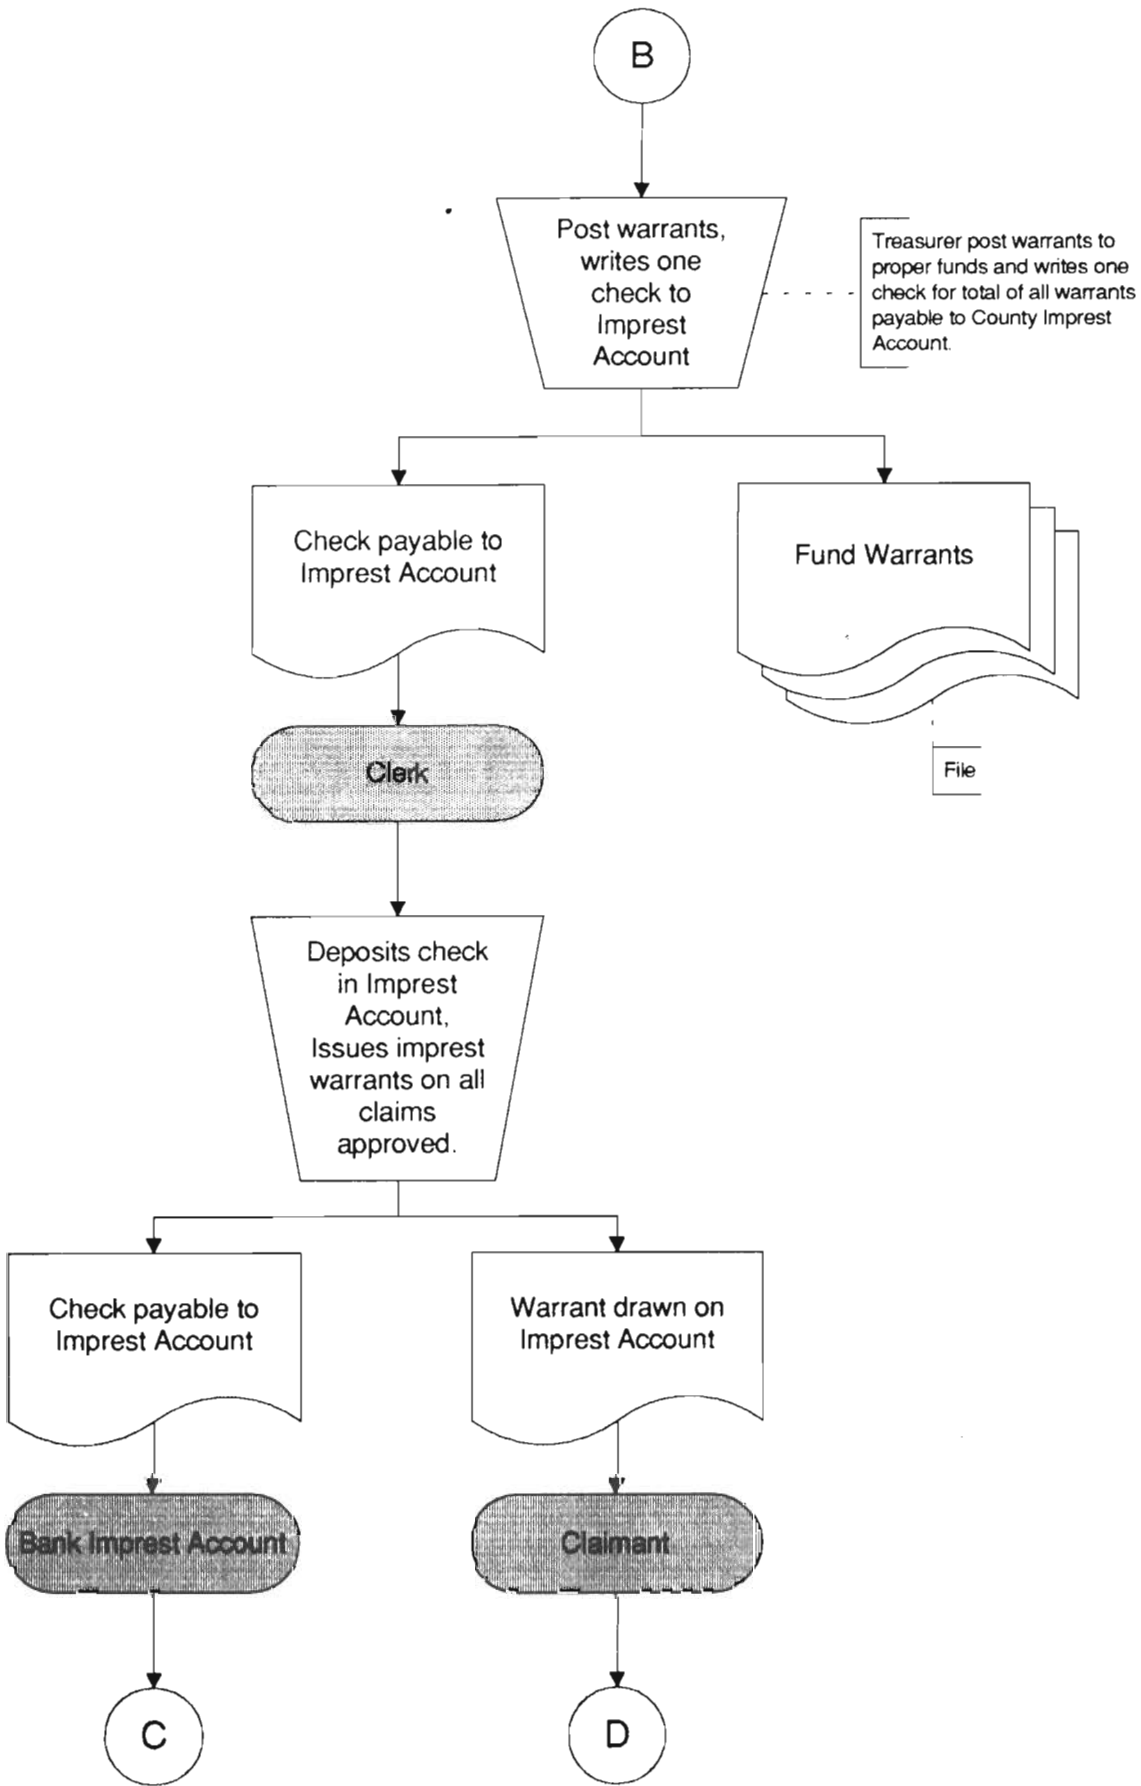 B
Post warrants,
writes one
check to
Imprest
Account
Treasurer post warrants to
proper funds and writes one
check for total of all warrants
payable to County Imprest
Account.
Check payable to
Imprest Account
Fund Warrants
Clerk
File
Deposits check
in Imprest
Account,
Issues imprest
warrants on all
claims
approved.
Check payable to
Imprest Account
Warrant drawn on
Imprest Account
Bank Imprest Account
Claimant
C
D